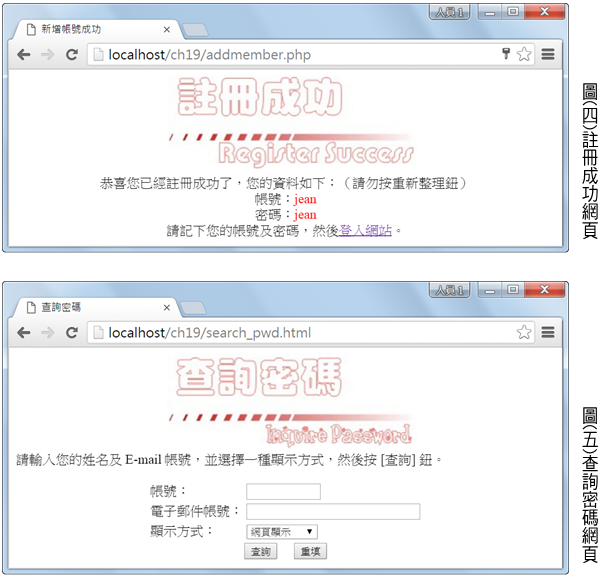 人員 1
新增帳號成功
localhost/ch19/addmember.php
註冊成功
Register Success
恭喜您已經註冊成功了，您的資料如下：（請勿按重新整理鈕）
帳號：jean
密碼：jean
請記下您的帳號及密碼，然後登入網站。
圖(四)註冊成功網頁
人員 1
查詢密碼
localhost/ch19/search_pwd.html
查詢密碼
Inquire Password
請輸入您的姓名及 E-mail 帳號，並選擇一種顯示方式，然後按 [查詢] 鈕。
帳號：
電子郵件帳號：
顯示方式： 網頁顯示
查詢 重填
圖(五)查詢密碼網頁